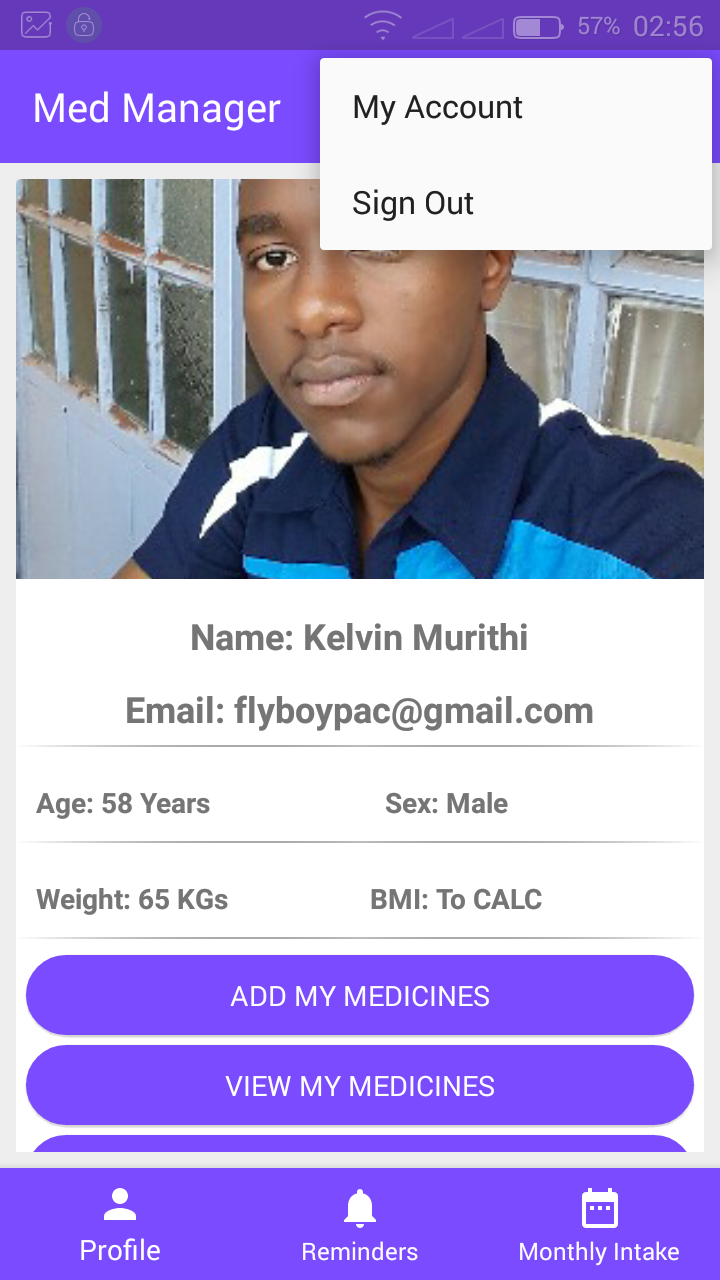 57% 02:56
Med Manager
My Account
Sign Out
Name: Kelvin Murithi
Email: flyboypac@gmail.com
Age: 58 Years Sex: Male
Weight: 65 KGs BMI: To CALC
ADD MY MEDICINES
VIEW MY MEDICINES
Profile Reminders Monthly Intake